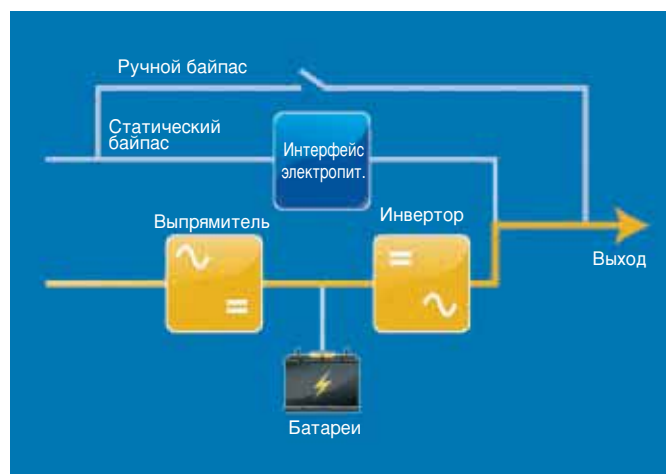 Ручной байпас
Статический
байпас
Интерфейс
электропит.
Выпрямитель
Инвертор
Выход
Батареи